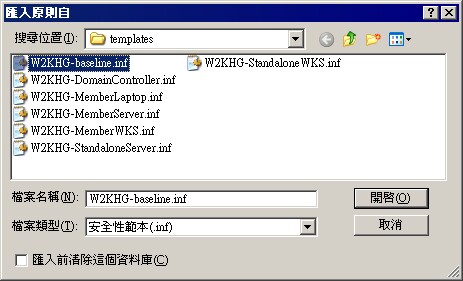 匯入原則自
搜尋位置(I): templates
W2KHG-baseline.inf
W2KHG-DomainController.inf
W2KHG-MemberLaptop.inf
W2KHG-MemberServer.inf
W2KHG-MemberWKS.inf
W2KHG-StandaloneServer.inf
W2KHG-StandaloneWKS.inf
檔案名稱(N): W2KHG-baseline.inf 開啓(O)
檔案類型(T): 安全性範本(.inf) 取消
匯入前清除這個資料庫(C)